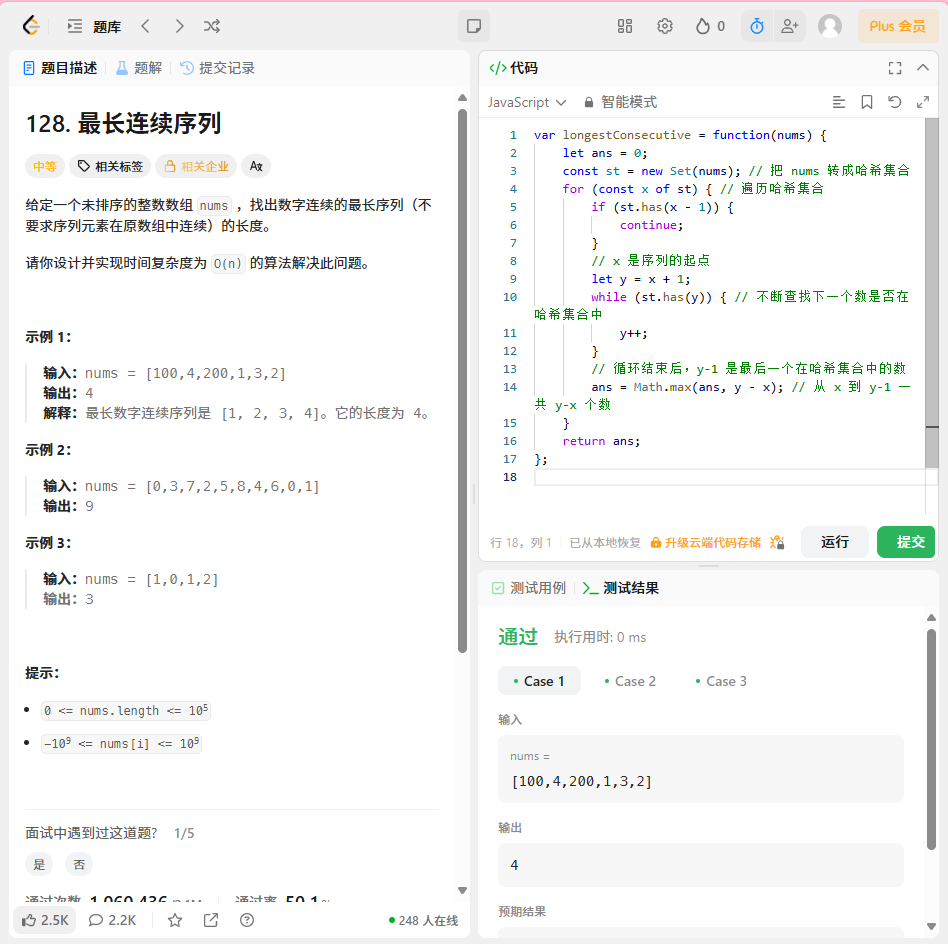 题库
0
Plus 会员
题目描述
题解
提交记录
128. 最长连续序列
中等
相关标签
相关企业
给定一个未排序的整数数组 nums ，找出数字连续的最长序列（不
要求序列元素在原数组中连续）的长度。
请你设计并实现时间复杂度为 O(n) 的算法解决此问题。
示例 1：
输入：nums = [100,4,200,1,3,2]
输出：4
解释：最长数字连续序列是 [1, 2, 3, 4]。它的长度为 4。
示例 2：
输入：nums = [0,3,7,2,5,8,4,6,0,1]
输出：9
示例 3：
输入：nums = [1,0,1,2]
输出：3
提示：
0 <= nums.length <= 10⁵
-10⁹ <= nums[i] <= 10⁹
面试中遇到过这道题? 1/5
是
否
通过次数 1,060,436
通过率 50.1%
2.5K
2.2K
248 人在线
</> 代码
JavaScript
智能模式
1 var longestConsecutive = function(nums) {
2 let ans = 0;
3 const st = new Set(nums); // 把 nums 转成哈希集合
4 for (const x of st) { // 遍历哈希集合
5 if (st.has(x - 1)) {
6 continue;
7 }
8 // x 是序列的起点
9 let y = x + 1;
10 while (st.has(y)) { // 不断查找下一个数是否在
哈希集合中
11 y++;
12 }
13 // 循环结束后，y-1 是最后一个在哈希集合中的数
14 ans = Math.max(ans, y - x); // 从 x 到 y-1 一
共 y-x 个数
15 }
16 return ans;
17 };
18
行 18，列 1
已从本地恢复
升级云端代码存储
运行
提交
测试用例
测试结果
通过
执行用时: 0 ms
Case 1
Case 2
Case 3
输入
nums =
[100,4,200,1,3,2]
输出
4
预期结果